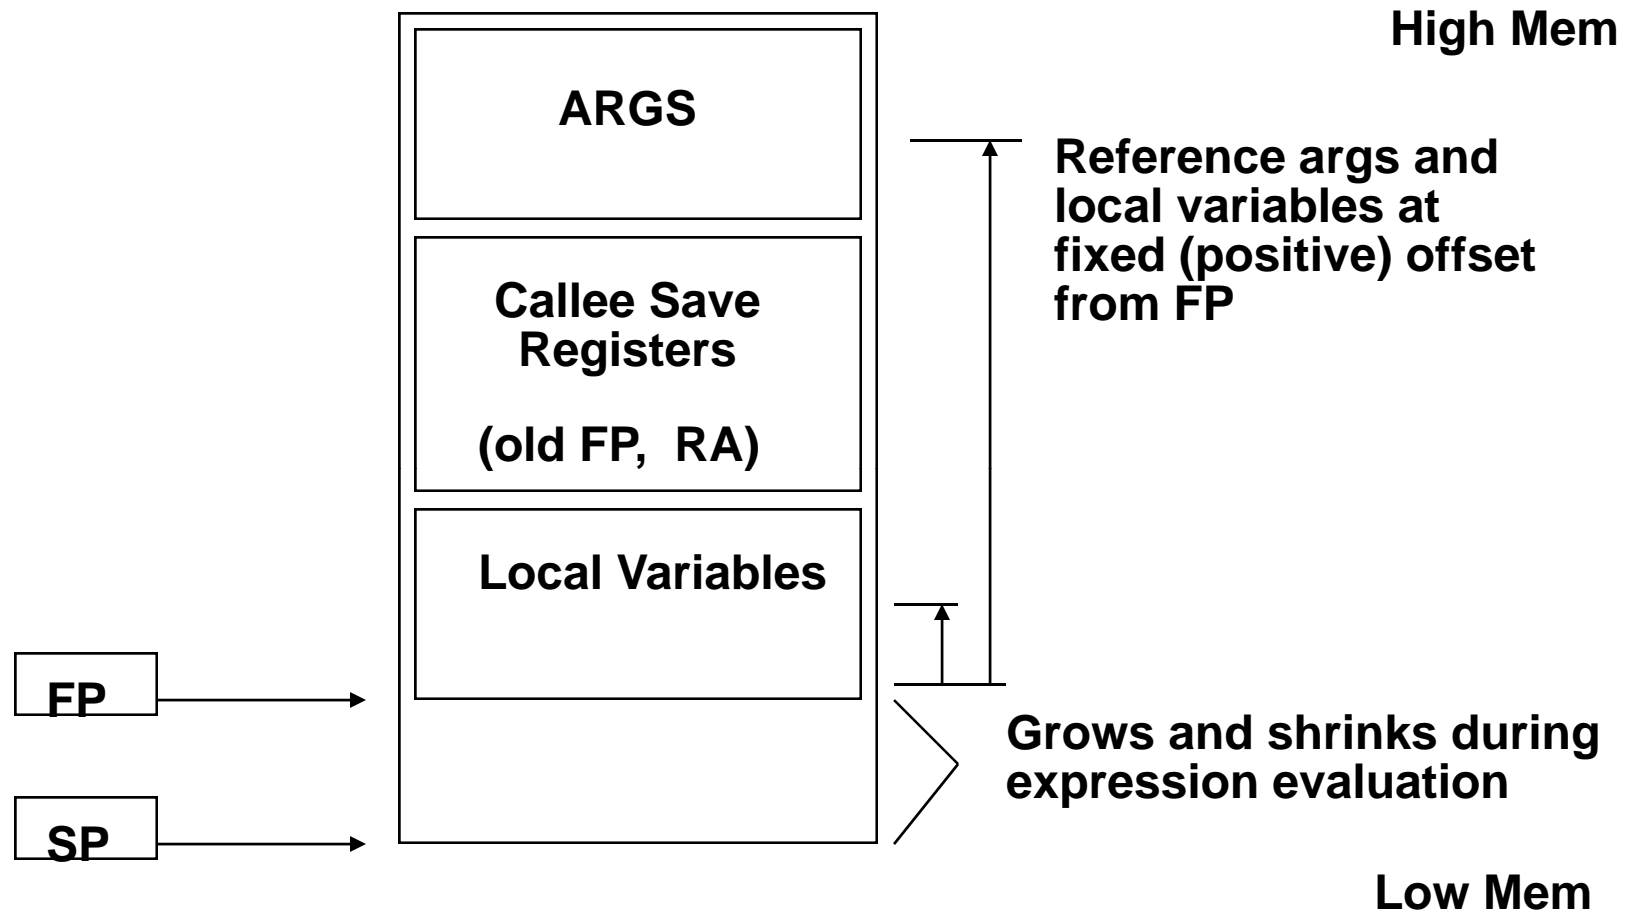 High Mem
ARGS
Reference args and
local variables at
fixed (positive) offset
from FP
Callee Save
Registers
(old FP, RA)
Local Variables
FP
Grows and shrinks during
expression evaluation
SP
Low Mem